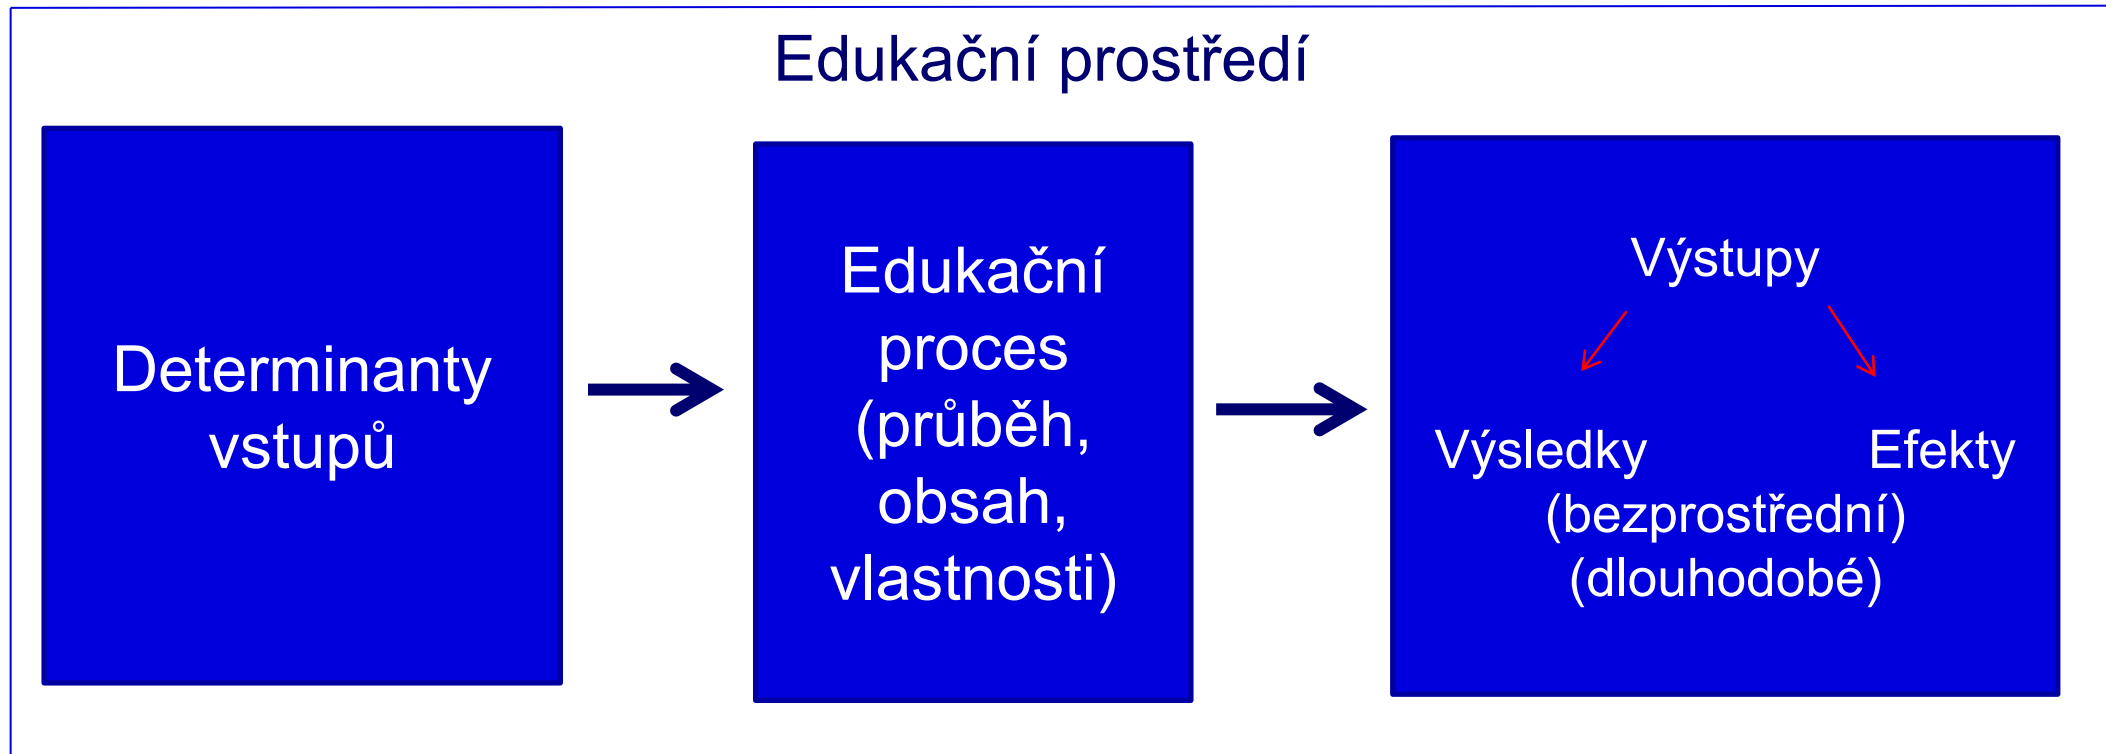 Edukační prostředí
Determinanty
vstupů
Edukační
proces
(průběh,
obsah,
vlastnosti)
Výstupy
Výsledky Efekty
(bezprostřední)
(dlouhodobé)